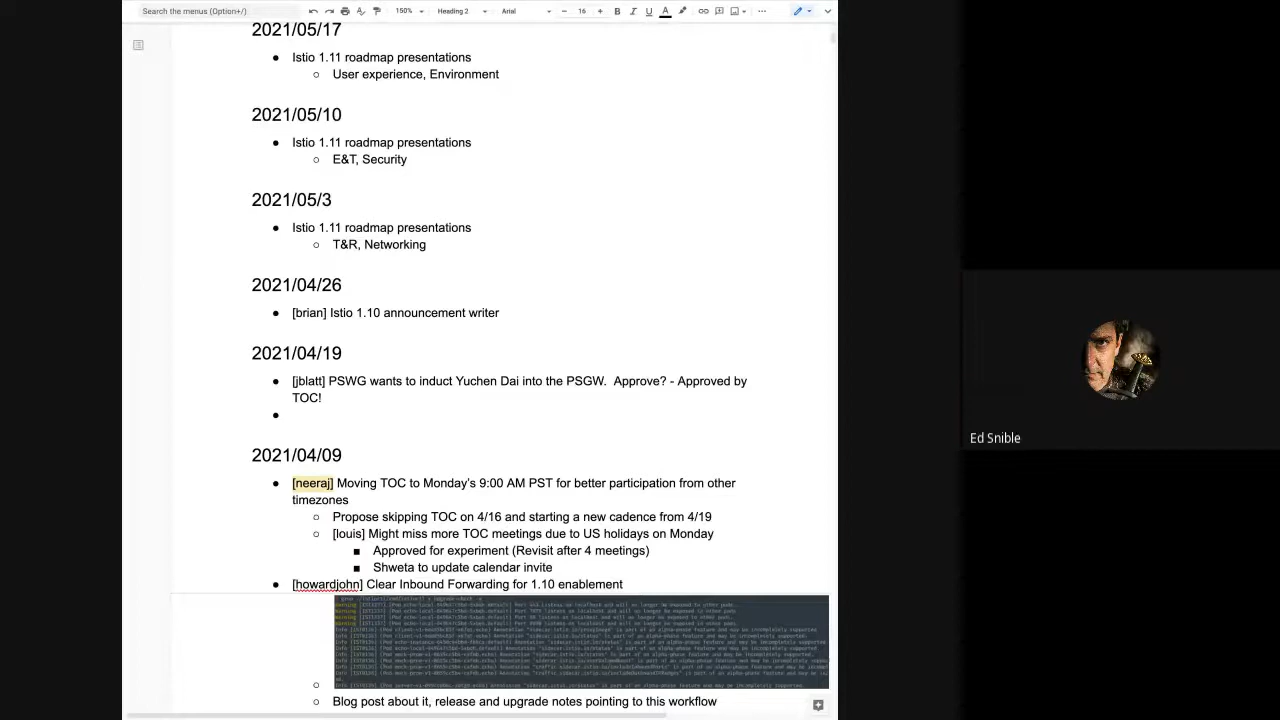 Search the menus (Option+/)
150%
Heading 2
Arial
16
2021/05/17
Istio 1.11 roadmap presentations
User experience, Environment
2021/05/10
Istio 1.11 roadmap presentations
E&T, Security
2021/05/3
Istio 1.11 roadmap presentations
T&R, Networking
2021/04/26
[brian] Istio 1.10 announcement writer
2021/04/19
[jblatt] PSWG wants to induct Yuchen Dai into the PSGW. Approve? - Approved by
TOC!
2021/04/09
[neeraj] Moving TOC to Monday's 9:00 AM PST for better participation from other
timezones
Propose skipping TOC on 4/16 and starting a new cadence from 4/19
[louis] Might miss more TOC meetings due to US holidays on Monday
Approved for experiment (Revisit after 4 meetings)
Shweta to update calendar invite
[howardjohn] Clear Inbound Forwarding for 1.10 enablement
Blog post about it, release and upgrade notes pointing to this workflow
Ed Snible